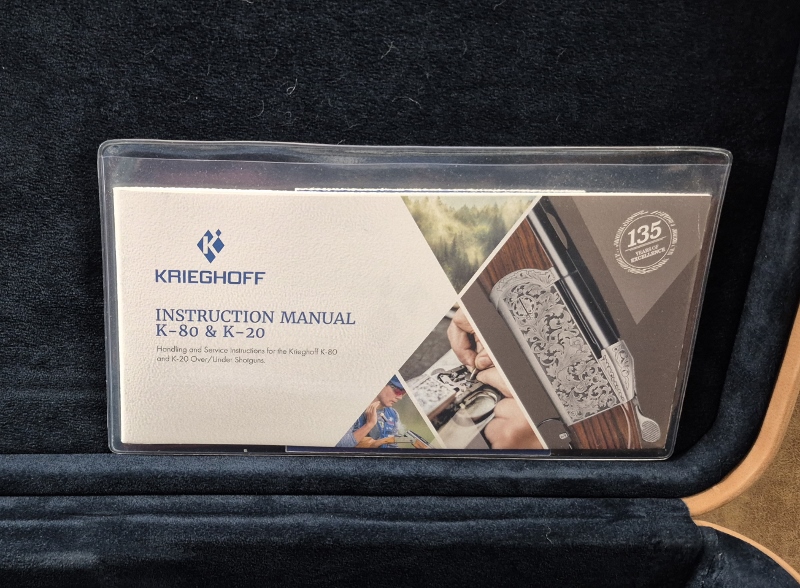 KRIEGHOFF
INSTRUCTION MANUAL
K-80 & K-20
Handling and Service Instructions for the Krieghoff K-80
and K-20 Over/Under Shotguns.
135
YEARS OF
EXCELLENCE